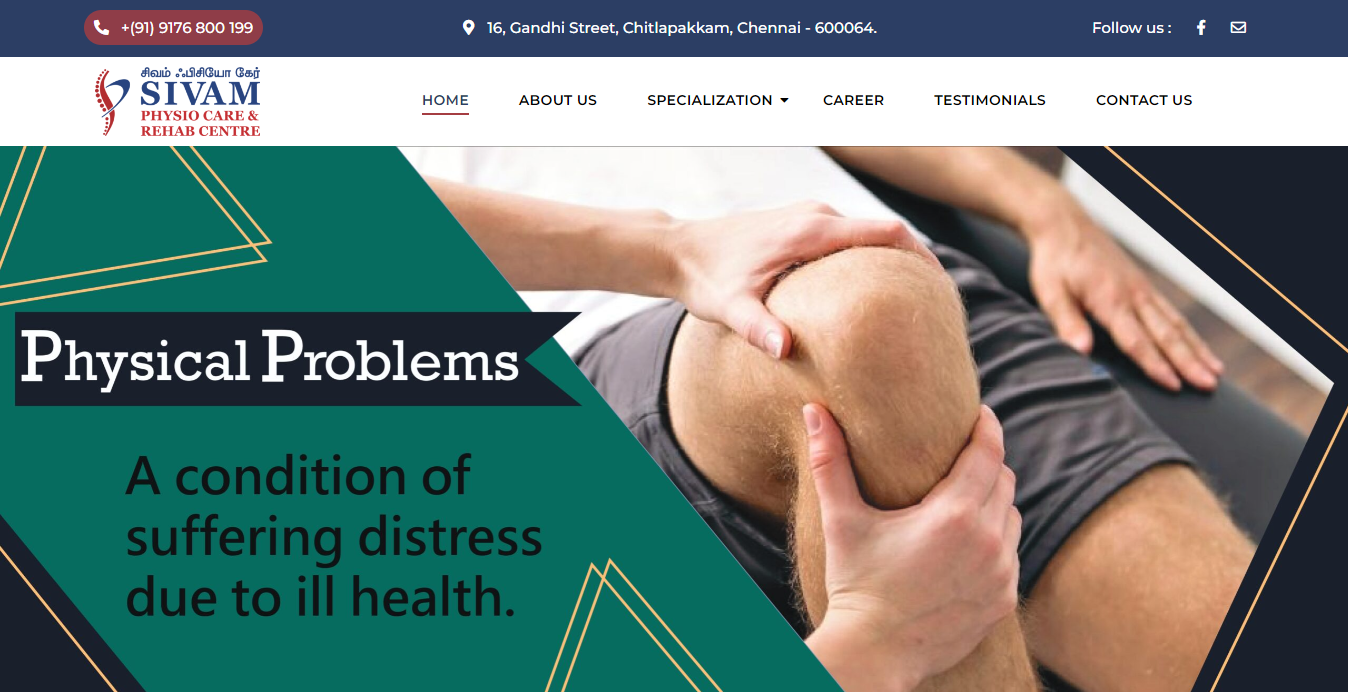 +(91) 9176 800 199
16, Gandhi Street, Chitlapakkam, Chennai - 600064.
Follow us :
சிவம் ஃபிசியோ கேர்
SIVAM
PHYSIO CARE &
REHAB CENTRE
HOME
ABOUT US
SPECIALIZATION
CAREER
TESTIMONIALS
CONTACT US
Physical Problems
A condition of
suffering distress
due to ill health.